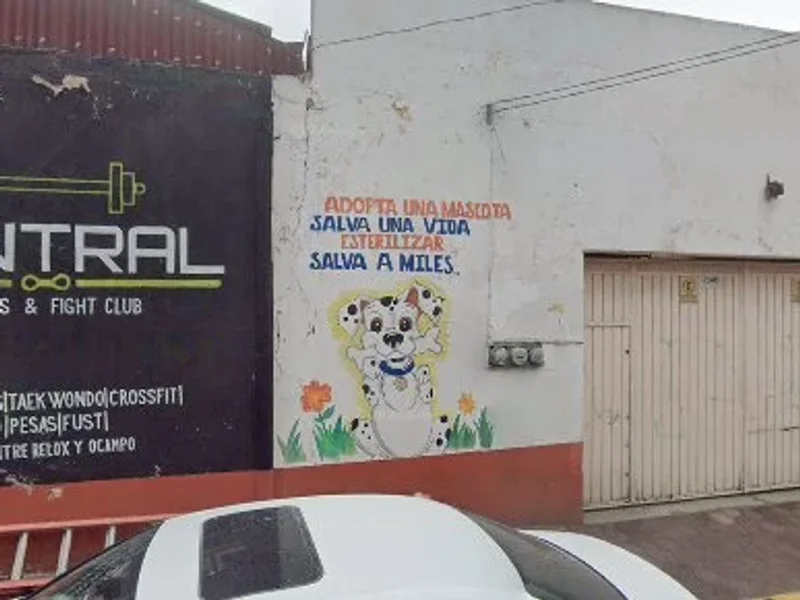 NTRAL
S & FIGHT CLUB
|TAEK WONDO|CROSSFIT|
|PESAS|FUST|
TRE RELOX Y OCAMPO
ADOPTA UNA MASCOTA
SALVA UNA VIDA
ESTERILIZAR
SALVA A MILES.